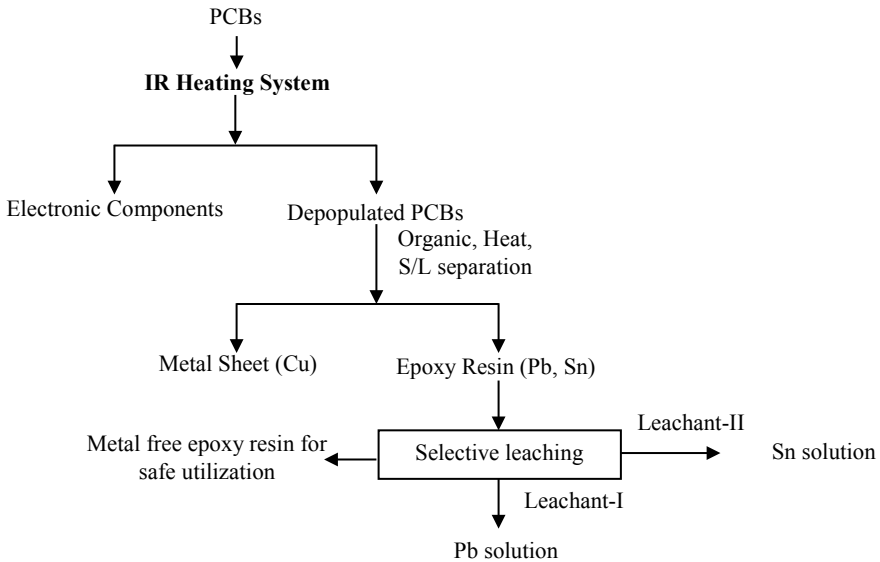 PCBs
IR Heating System
Electronic Components
Depopulated PCBs
Organic, Heat,
S/L separation
Metal Sheet (Cu)
Epoxy Resin (Pb, Sn)
Metal free epoxy resin for
safe utilization
Selective leaching
Leachant-II
Sn solution
Leachant-I
Pb solution